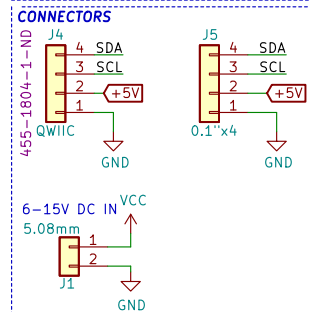 CONNECTORS
455-1804-1-ND
J4
4 SDA
3 SCL
2 +5V
1
QWIIC
GND
J5
4 SDA
3 SCL
2 +5V
1
0.1"x4
GND
6-15V DC IN
VCC
5.08mm
1
2
J1
GND